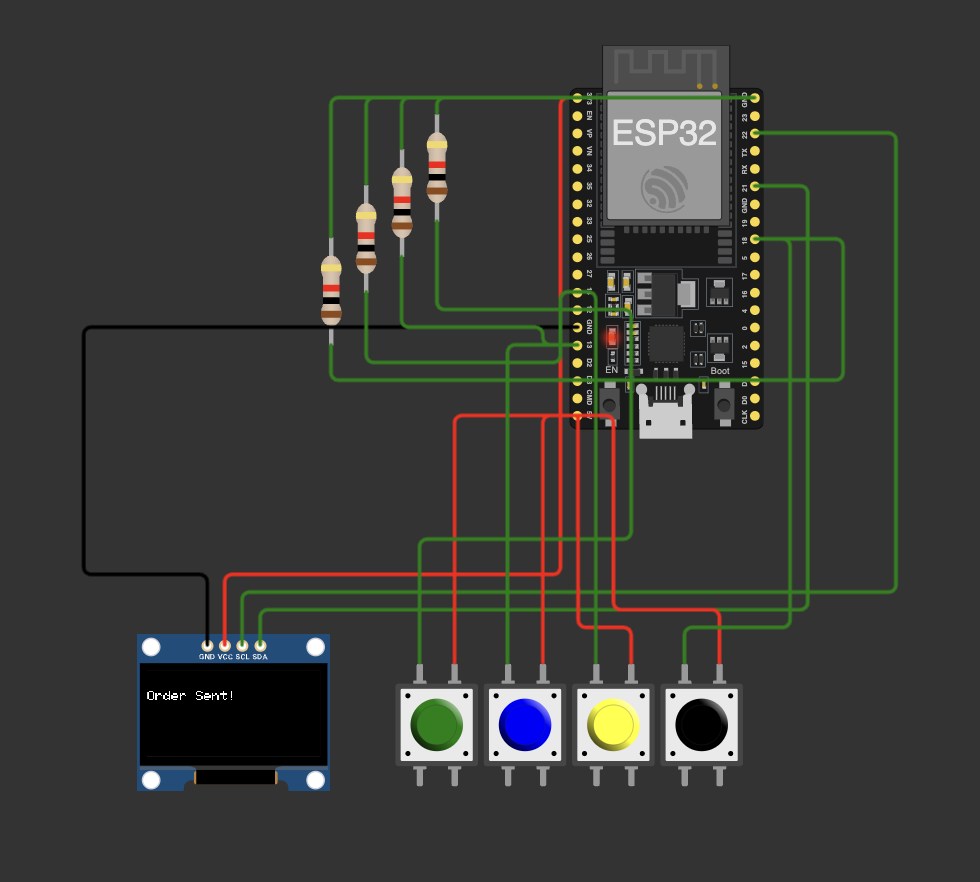 ESP32
3V3
EN
VP
VN
34
35
32
33
25
26
27
12
GND
13
D2
D3
CMD
5V
GND
23
22
TX
RX
21
GND
19
18
5
17
16
4
0
2
15
D0
CLK
EN
Boot
GND VCC SCL SDA
Order Sent!